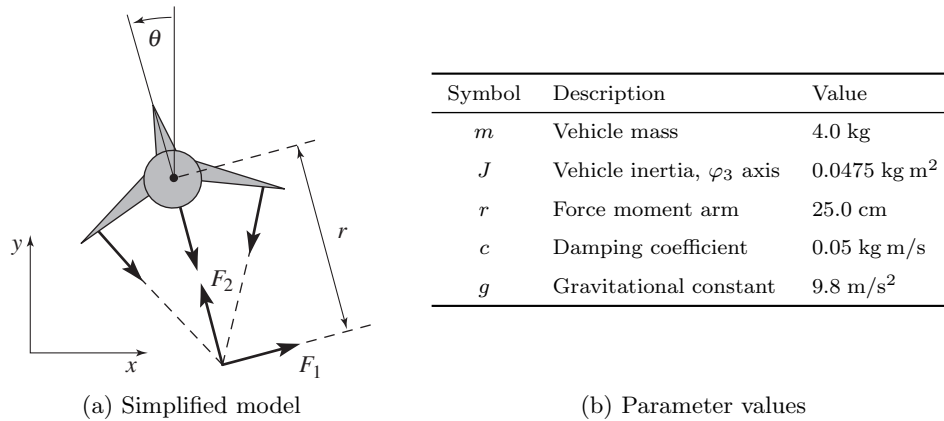 θ
r
y
x
F₂
F₁
(a) Simplified model
Symbol Description Value
m Vehicle mass 4.0 kg
J Vehicle inertia, φ₃ axis 0.0475 kg m²
r Force moment arm 25.0 cm
c Damping coefficient 0.05 kg m/s
g Gravitational constant 9.8 m/s²
(b) Parameter values